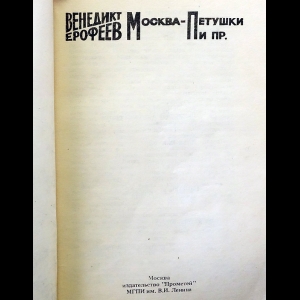 ВЕНЕДИКТ
ЕРОФЕЕВ
МОСКВА-ПЕТУШКИ
И ПР.
Москва
издательство "Прометей"
МГПИ им. В.И. Ленина